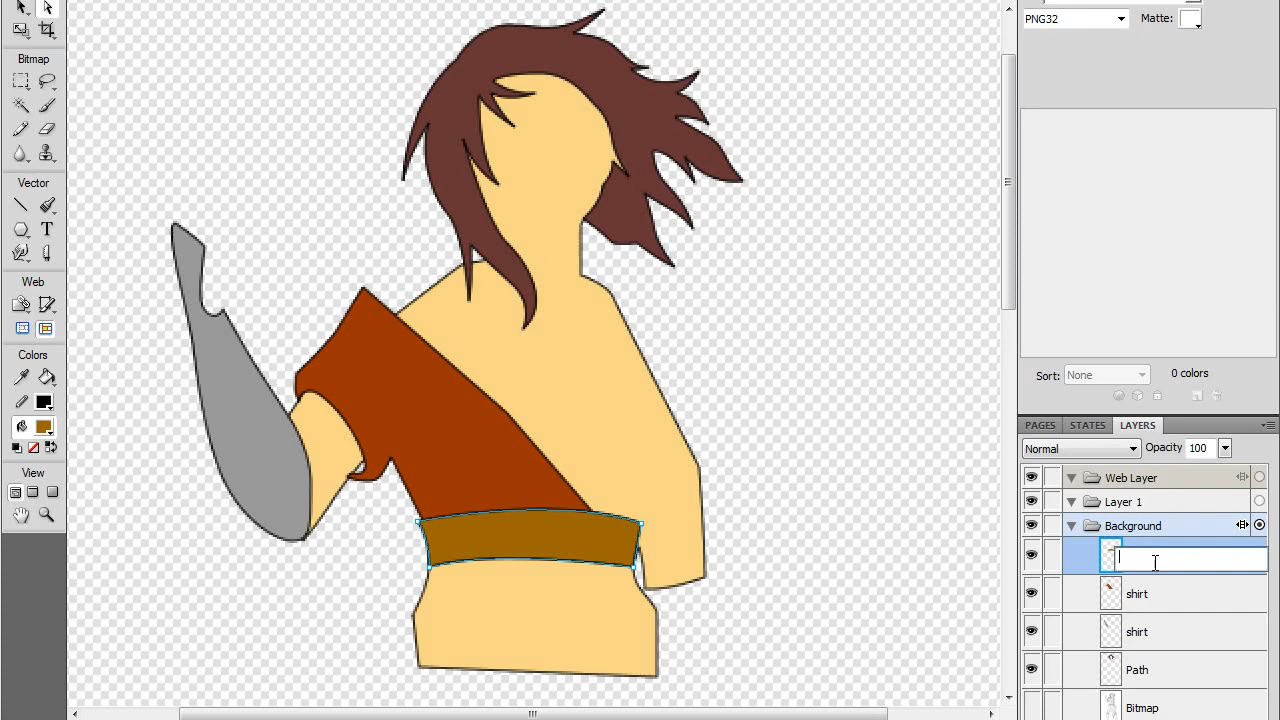 PNG32
Matte:
Bitmap
Vector
T
Web
Colors
View
Sort:
None
0 colors
PAGES
STATES
LAYERS
Normal
Opacity
100
Web Layer
Layer 1
Background
shirt
shirt
Path
Bitmap